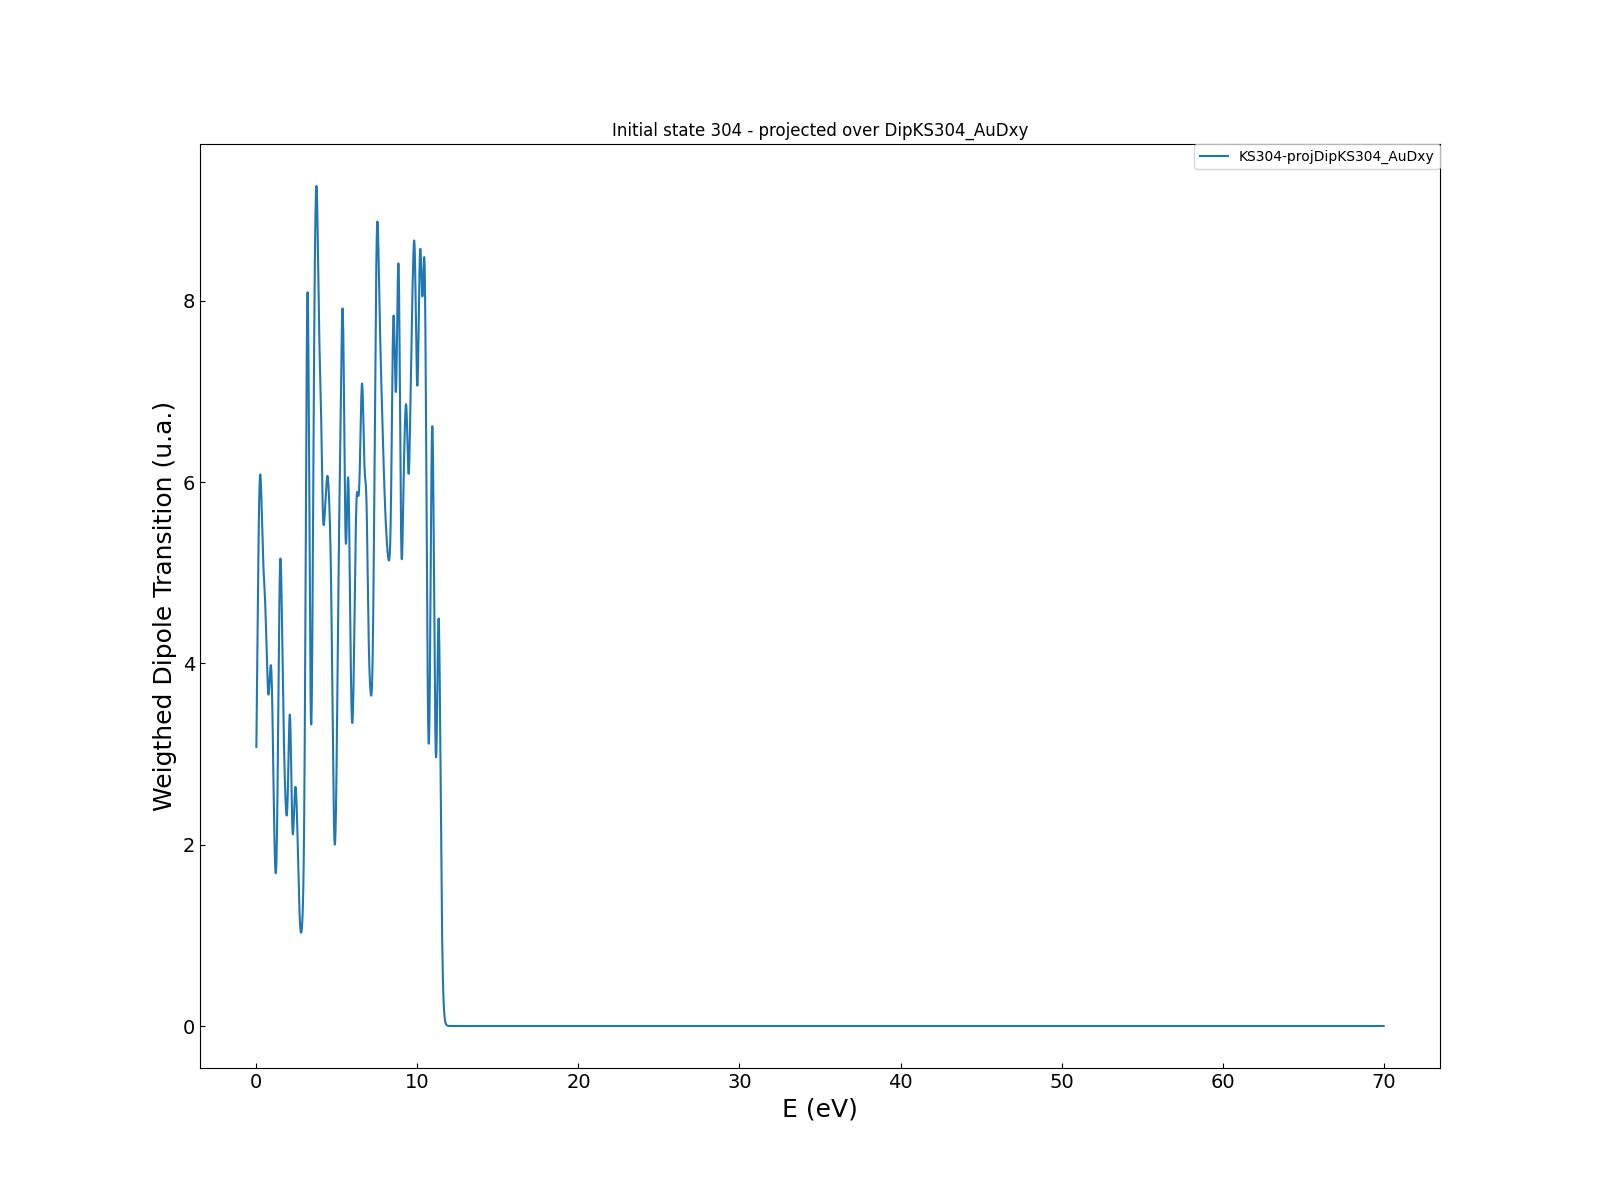 Initial state 304 - projected over DipKS304_AuDxy
KS304-projDipKS304_AuDxy
Weigthed Dipole Transition (u.a.)
8
6
4
2
0
0 10 20 30 40 50 60 70
E (eV)